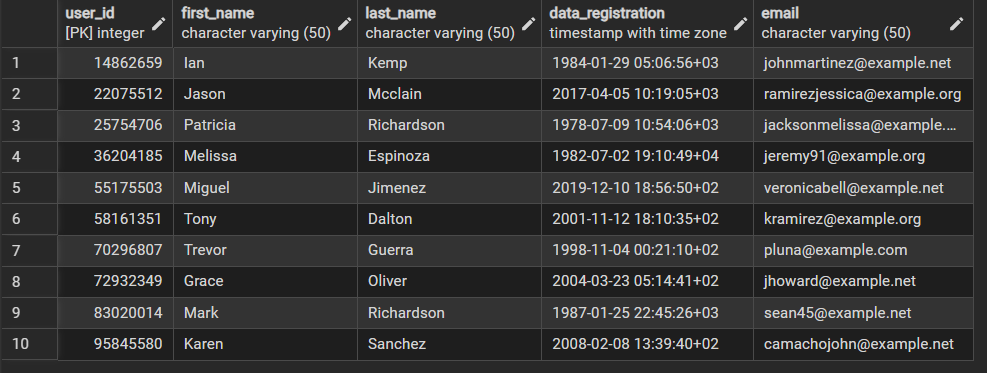 user_id first_name last_name data_registration email
[PK] integer character varying (50) character varying (50) timestamp with time zone character varying (50)
1 14862659 Ian Kemp 1984-01-29 05:06:56+03 johnmartinez@example.net
2 22075512 Jason Mcclain 2017-04-05 10:19:05+03 ramirezjessica@example.org
3 25754706 Patricia Richardson 1978-07-09 10:54:06+03 jacksonmelissa@example.…
4 36204185 Melissa Espinoza 1982-07-02 19:10:49+04 jeremy91@example.org
5 55175503 Miguel Jimenez 2019-12-10 18:56:50+02 veronicabell@example.net
6 58161351 Tony Dalton 2001-11-12 18:10:35+02 kramirez@example.org
7 70296807 Trevor Guerra 1998-11-04 00:21:10+02 pluna@example.com
8 72932349 Grace Oliver 2004-03-23 05:14:41+02 jhoward@example.net
9 83020014 Mark Richardson 1987-01-25 22:45:26+03 sean45@example.net
10 95845580 Karen Sanchez 2008-02-08 13:39:40+02 camachojohn@example.net